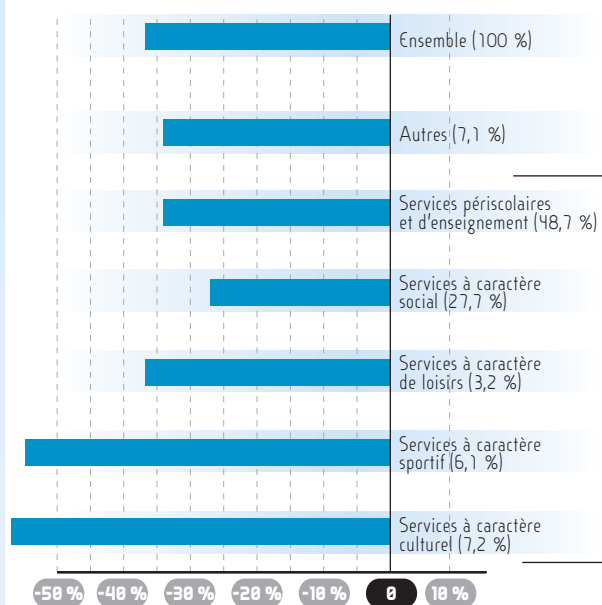 Ensemble (100 %)
Autres (7,1 %)
Services périscolaires
et d'enseignement (48,7 %)
Services à caractère
social (27,7 %)
Services à caractère
de loisirs (3,2 %)
Services à caractère
sportif (6,1 %)
Services à caractère
culturel (7,2 %)
-50 % -40 % -30 % -20 % -10 % 0 10 %